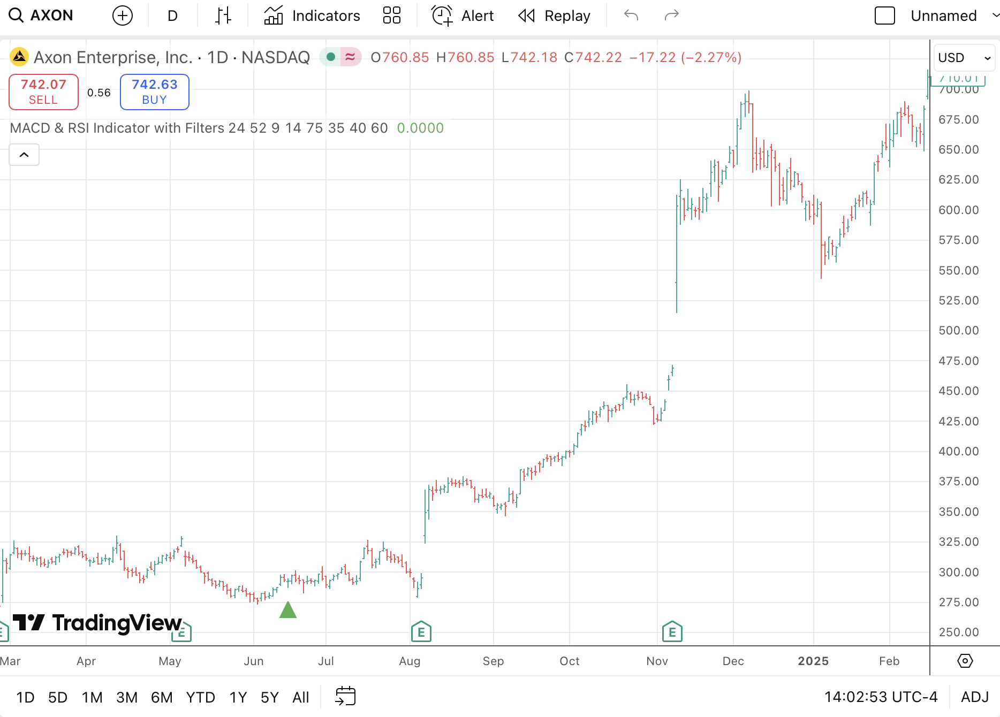 AXON D Indicators Alert Replay Unnamed
Axon Enterprise, Inc. · 1D · NASDAQ O760.85 H760.85 L742.18 C742.22 −17.22 (−2.27%)
USD
742.07 SELL 0.56 742.63 BUY
MACD & RSI Indicator with Filters 24 52 9 14 75 35 40 60 0.0000
710.01
700.00
675.00
650.00
625.00
600.00
575.00
550.00
525.00
500.00
475.00
450.00
425.00
400.00
375.00
350.00
325.00
300.00
275.00
250.00
TradingView
E E E E
Mar Apr May Jun Jul Aug Sep Oct Nov Dec 2025 Feb
1D 5D 1M 3M 6M YTD 1Y 5Y All 14:02:53 UTC-4 ADJ